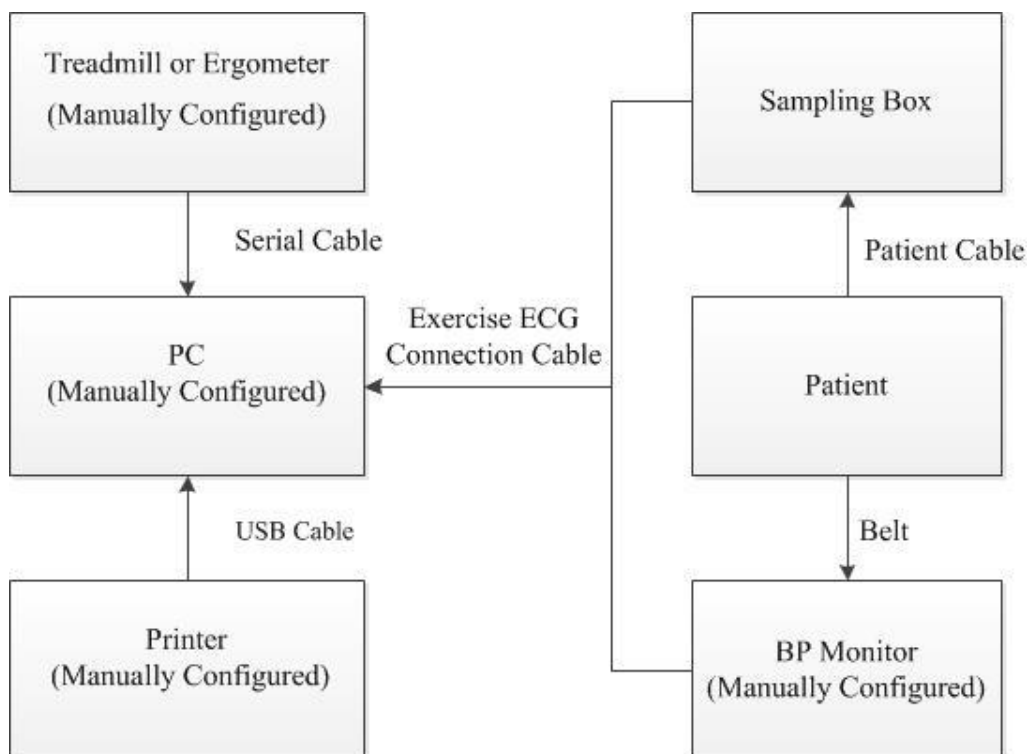 Treadmill or Ergometer
(Manually Configured)
Sampling Box
Serial Cable
Patient Cable
PC
(Manually Configured)
Exercise ECG
Connection Cable
Patient
USB Cable
Belt
Printer
(Manually Configured)
BP Monitor
(Manually Configured)